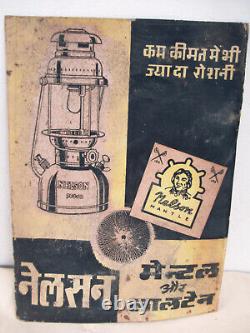 कम कीमत में भी
ज्यादा रोशनी
NELSON
Nelson
MANTLE
नेलसन
मेन्टल
और
लालटेन